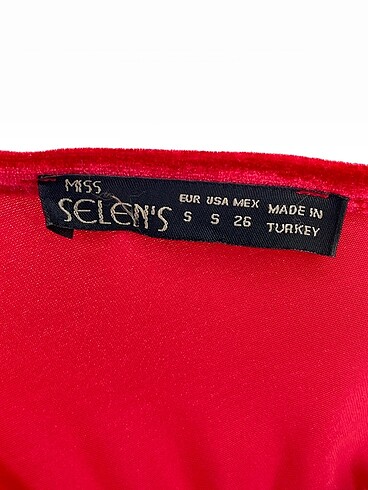 MISS
SELEN'S
EUR USA MEX
S S 26
MADE IN
TURKEY